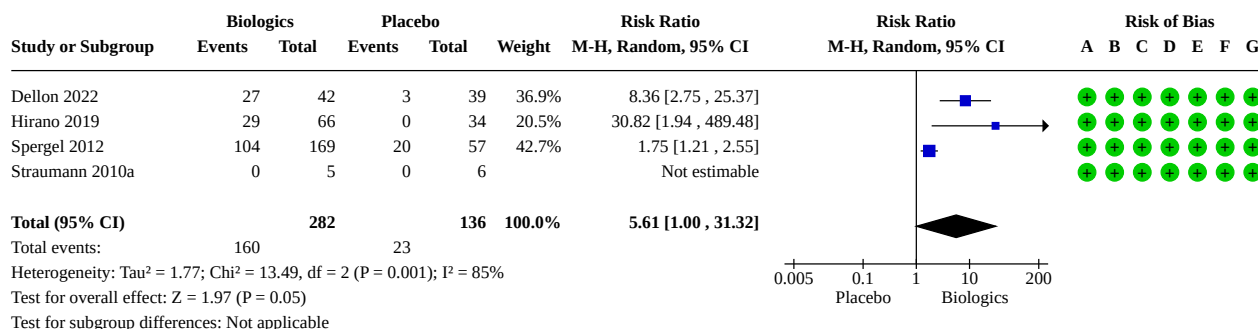 Biologics Placebo Risk Ratio Risk Ratio Risk of Bias
Study or Subgroup Events Total Events Total Weight M-H, Random, 95% CI M-H, Random, 95% CI A B C D E F G
Dellon 2022 27 42 3 39 36.9% 8.36 [2.75 , 25.37] + + + + + + +
Hirano 2019 29 66 0 34 20.5% 30.82 [1.94 , 489.48] + + + + + + +
Spergel 2012 104 169 20 57 42.7% 1.75 [1.21 , 2.55] + + + + + + +
Straumann 2010a 0 5 0 6 Not estimable + + + + + + +
Total (95% CI) 282 136 100.0% 5.61 [1.00 , 31.32]
Total events: 160 23
Heterogeneity: Tau² = 1.77; Chi² = 13.49, df = 2 (P = 0.001); I² = 85%
0.005 0.1 1 10 200
Test for overall effect: Z = 1.97 (P = 0.05) Placebo Biologics
Test for subgroup differences: Not applicable